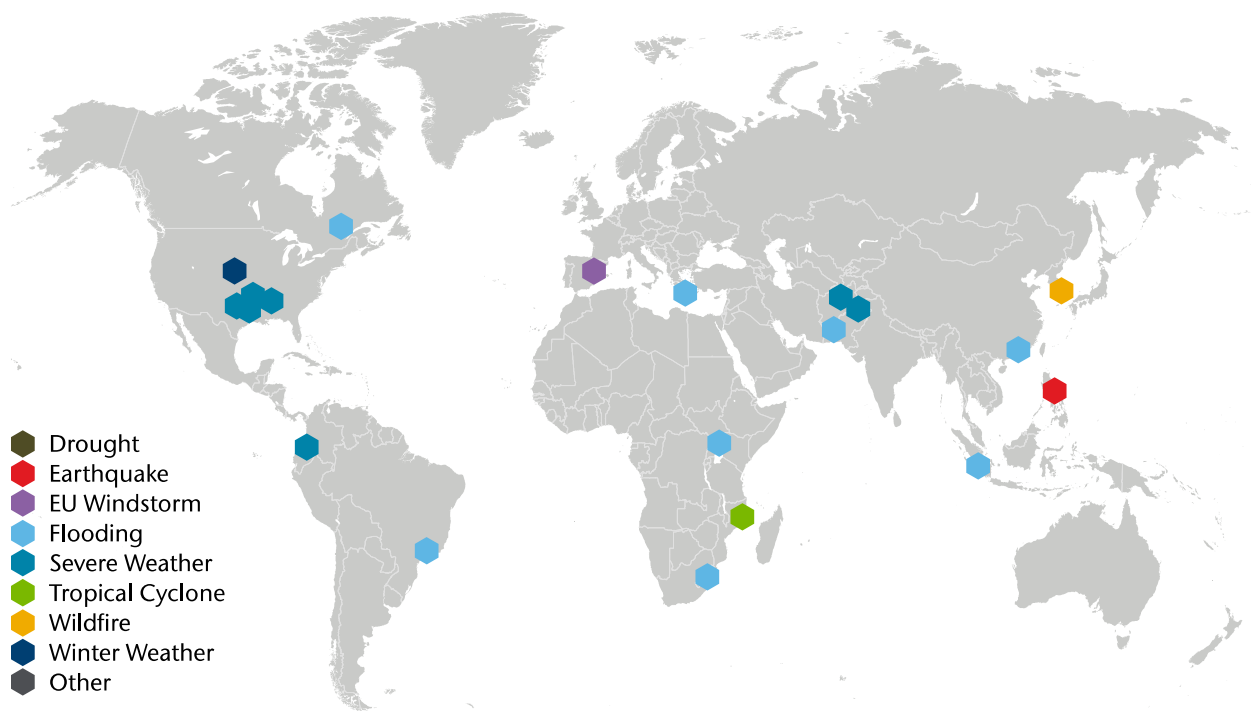 Drought
Earthquake
EU Windstorm
Flooding
Severe Weather
Tropical Cyclone
Wildfire
Winter Weather
Other